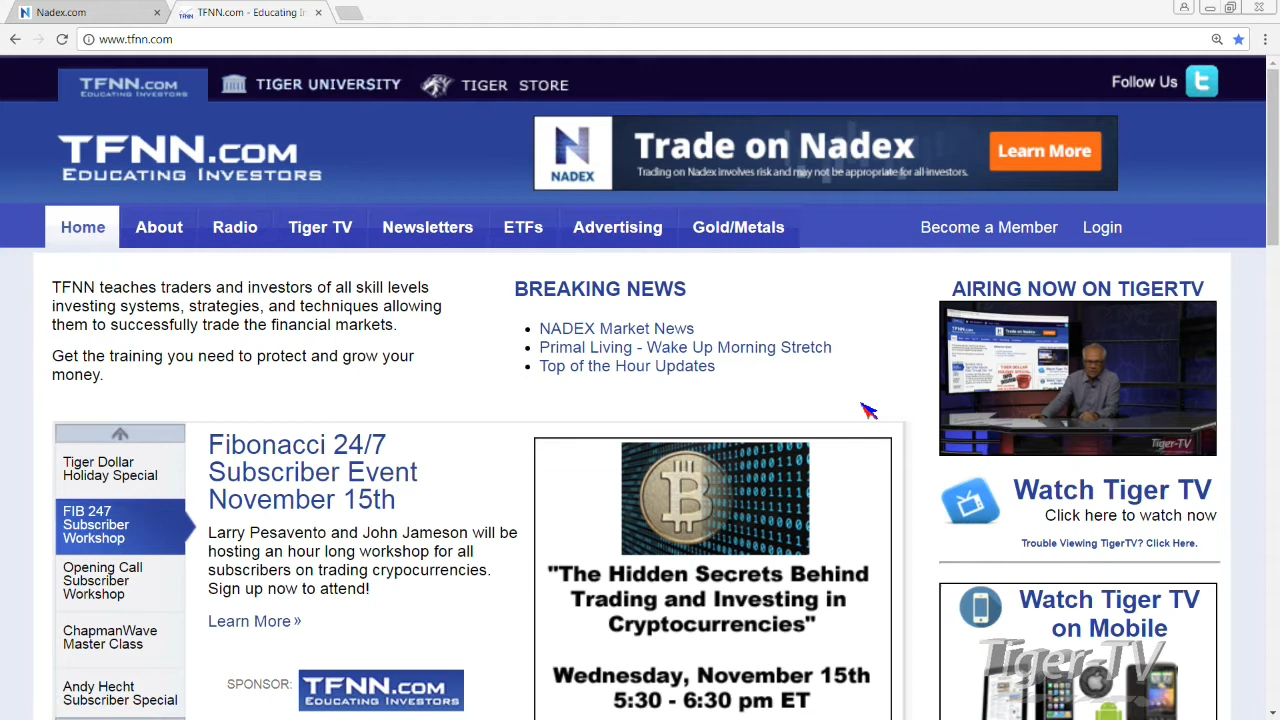 Nadex.com
TFNN.com - Educating In
www.tfnn.com
TFNN.COM
EDUCATING INVESTORS
TIGER UNIVERSITY
TIGER STORE
Follow Us
TFNN.COM
EDUCATING INVESTORS
N
NADEX
Trade on Nadex
Trading on Nadex involves risk and may not be appropriate for all investors.
Learn More
Home
About
Radio
Tiger TV
Newsletters
ETFs
Advertising
Gold/Metals
Become a Member
Login
TFNN teaches traders and investors of all skill levels
investing systems, strategies, and techniques allowing
them to successfully trade the financial markets.
Get the training you need to protect and grow your
money.
BREAKING NEWS
NADEX Market News
Primal Living - Wake Up Morning Stretch
Top of the Hour Updates
AIRING NOW ON TIGERTV
Tiger-TV
Tiger Dollar
Holiday Special
FIB 247
Subscriber
Workshop
Opening Call
Subscriber
Workshop
ChapmanWave
Master Class
Andy Hecht
Subscriber Special
Fibonacci 24/7
Subscriber Event
November 15th
Larry Pesavento and John Jameson will be
hosting an hour long workshop for all
subscribers on trading crypocurrencies.
Sign up now to attend!
Learn More »
SPONSOR:
TFNN.COM
EDUCATING INVESTORS
"The Hidden Secrets Behind
Trading and Investing in
Cryptocurrencies"
Wednesday, November 15th
5:30 - 6:30 pm ET
Watch Tiger TV
Click here to watch now
Trouble Viewing TigerTV? Click Here.
Watch Tiger TV
on Mobile
Tiger-TV